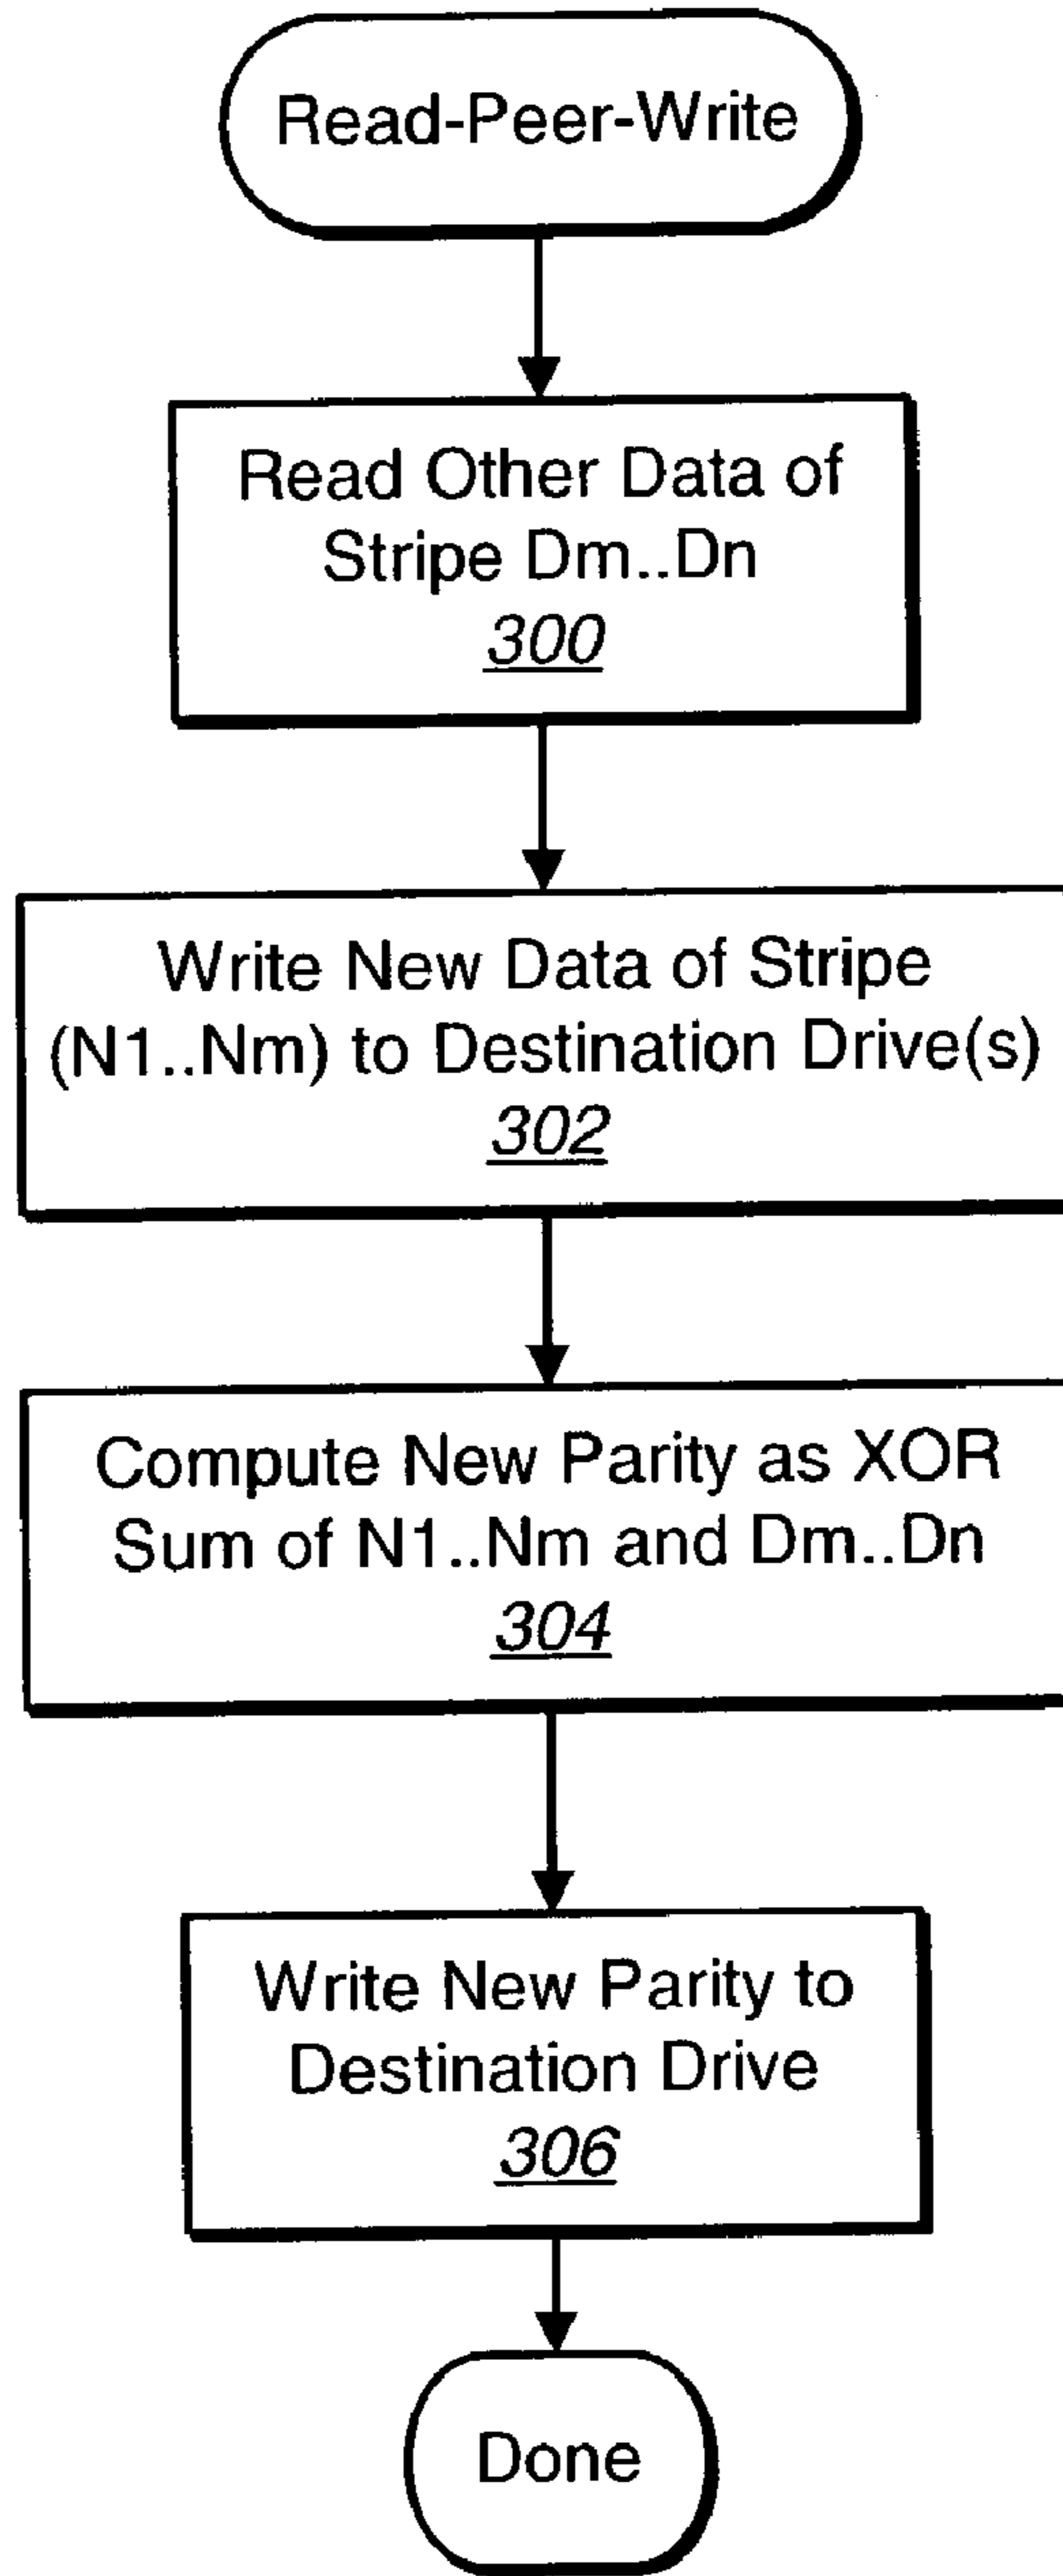 Read-Peer-Write
Read Other Data of
Stripe Dm..Dn
300
Write New Data of Stripe
(N1..Nm) to Destination Drive(s)
302
Compute New Parity as XOR
Sum of N1..Nm and Dm..Dn
304
Write New Parity to
Destination Drive
306
Done